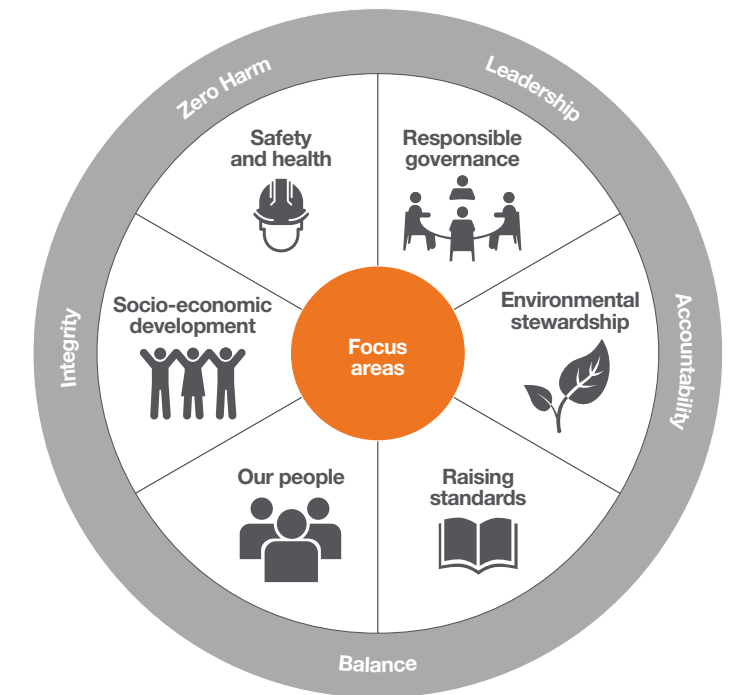 Zero Harm
Leadership
Safety
and health
Responsible
governance
Socio-economic
development
Environmental
stewardship
Focus
areas
Integrity
Accountability
Our people
Raising
standards
Balance